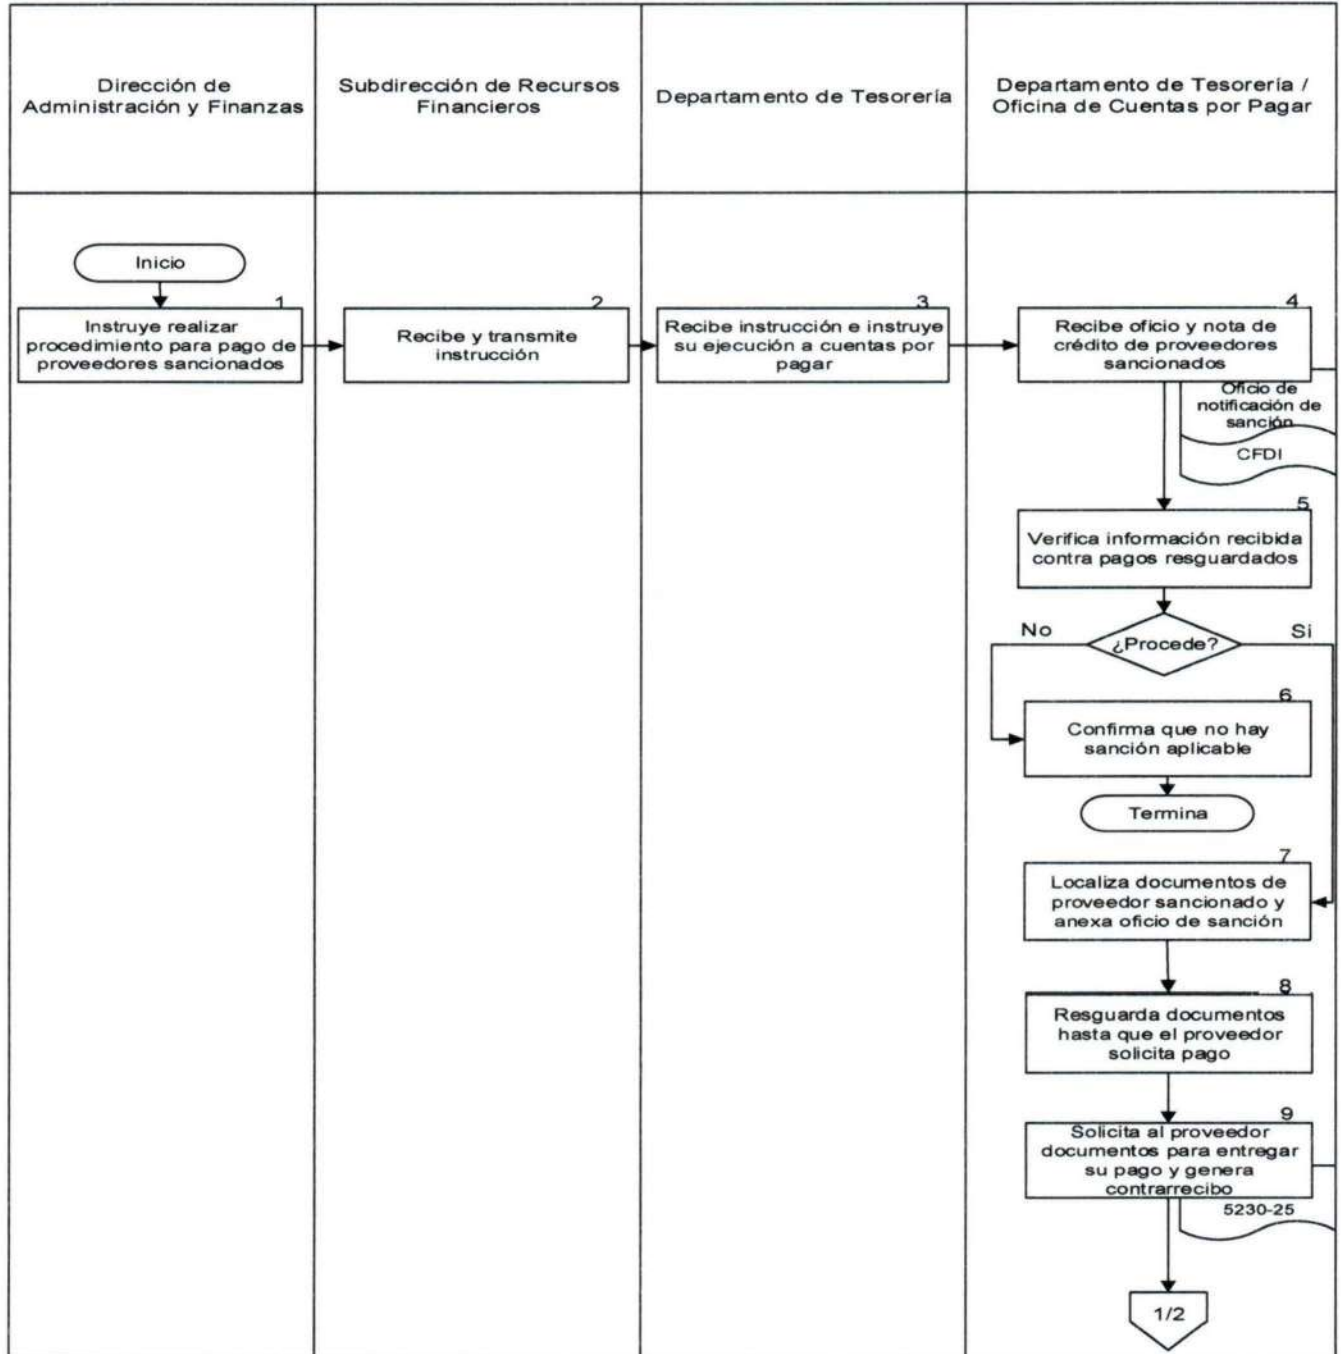 Dirección de
Administración y Finanzas
Subdirección de Recursos
Financieros
Departamento de Tesorería
Departamento de Tesorería /
Oficina de Cuentas por Pagar
Inicio
1
Instruye realizar
procedimiento para pago de
proveedores sancionados
2
Recibe y transmite
instrucción
3
Recibe instrucción e instruye
su ejecución a cuentas por
pagar
4
Recibe oficio y nota de
crédito de proveedores
sancionados
Oficio de
notificación de
sanción
CFDI
5
Verifica información recibida
contra pagos resguardados
No
¿Procede?
Si
6
Confirma que no hay
sanción aplicable
Termina
7
Localiza documentos de
proveedor sancionado y
anexa oficio de sanción
8
Resguarda documentos
hasta que el proveedor
solicita pago
9
Solicita al proveedor
documentos para entregar
su pago y genera
contrarrecibo
5230-25
1/2